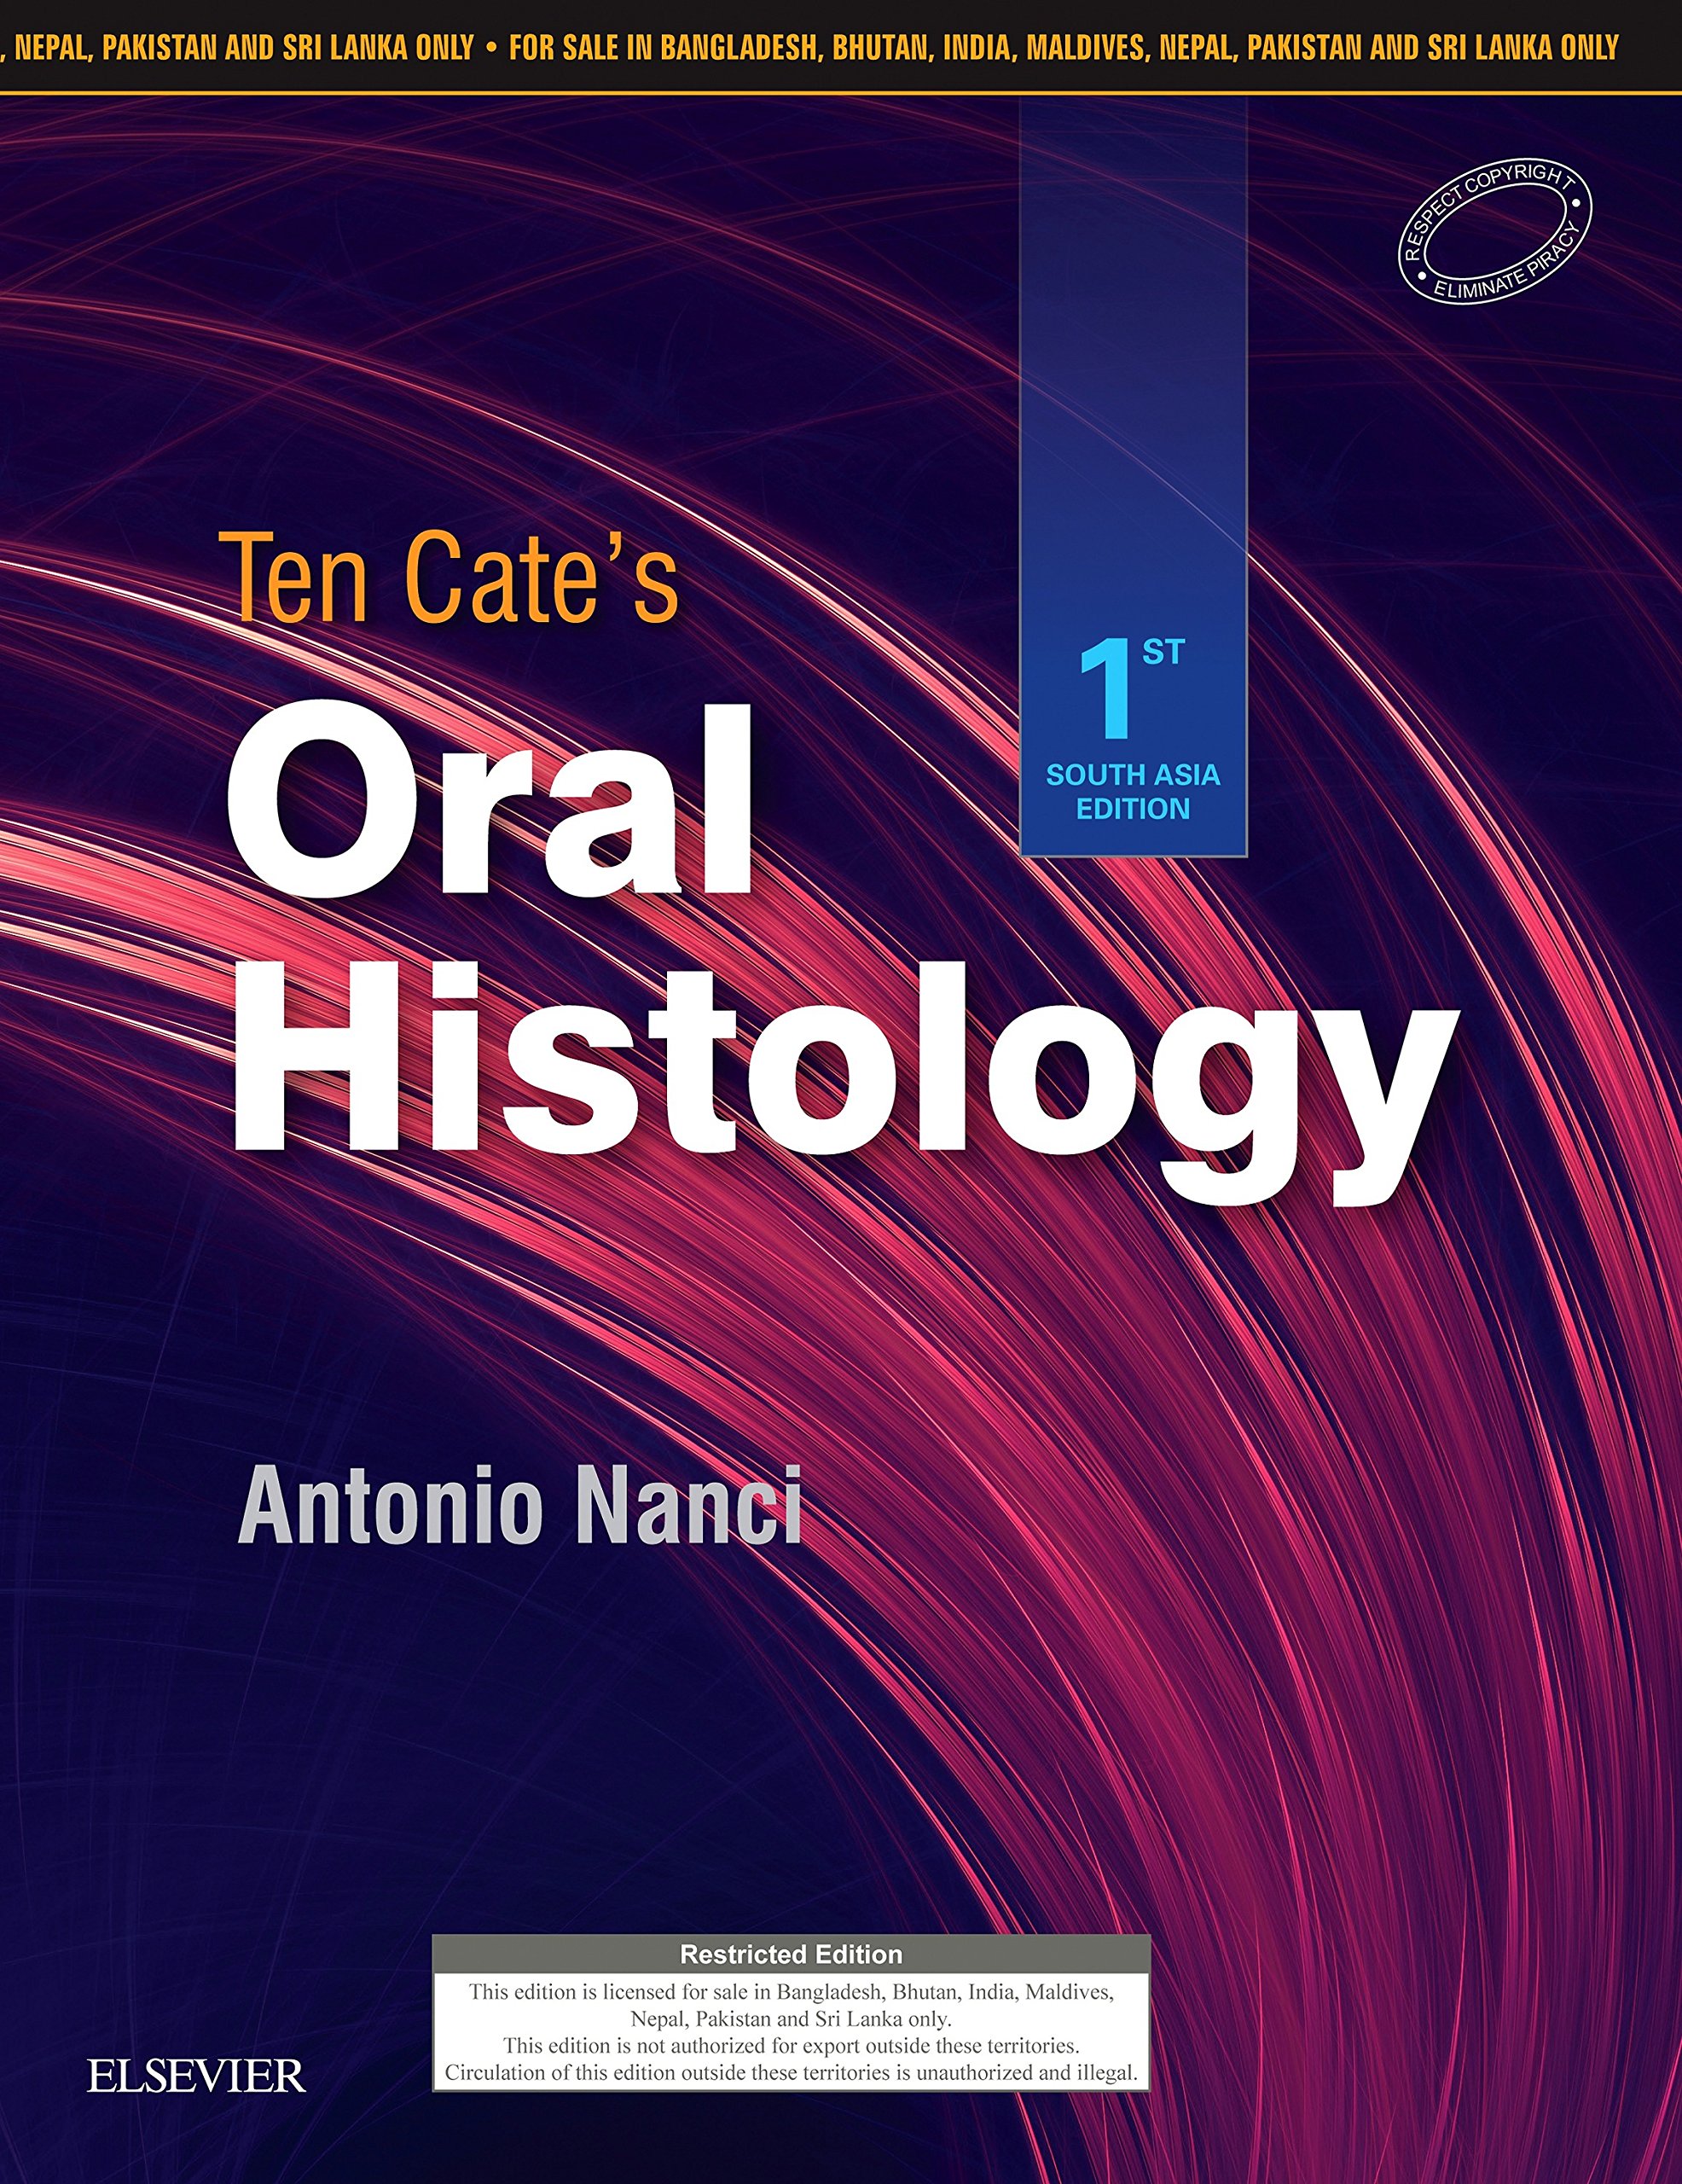 , NEPAL, PAKISTAN AND SRI LANKA ONLY • FOR SALE IN BANGLADESH, BHUTAN, INDIA, MALDIVES, NEPAL, PAKISTAN AND SRI LANKA ONLY
• RESPECT COPYRIGHT •
ELIMINATE PIRACY
Ten Cate's
1ST
SOUTH ASIA
EDITION
Oral
Histology
Antonio Nanci
Restricted Edition
This edition is licensed for sale in Bangladesh, Bhutan, India, Maldives,
Nepal, Pakistan and Sri Lanka only.
This edition is not authorized for export outside these territories.
Circulation of this edition outside these territories is unauthorized and illegal.
ELSEVIER